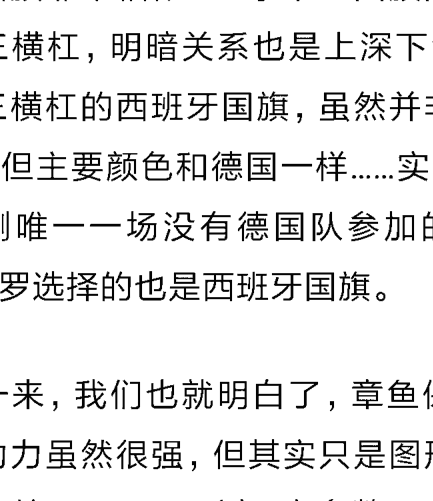 三横杠，明暗关系也是上深下
三横杠的西班牙国旗，虽然并非
但主要颜色和德国一样……实
则唯一一场没有德国队参加的
罗选择的也是西班牙国旗。
一来，我们也就明白了，章鱼保
力虽然很强，但其实只是图形